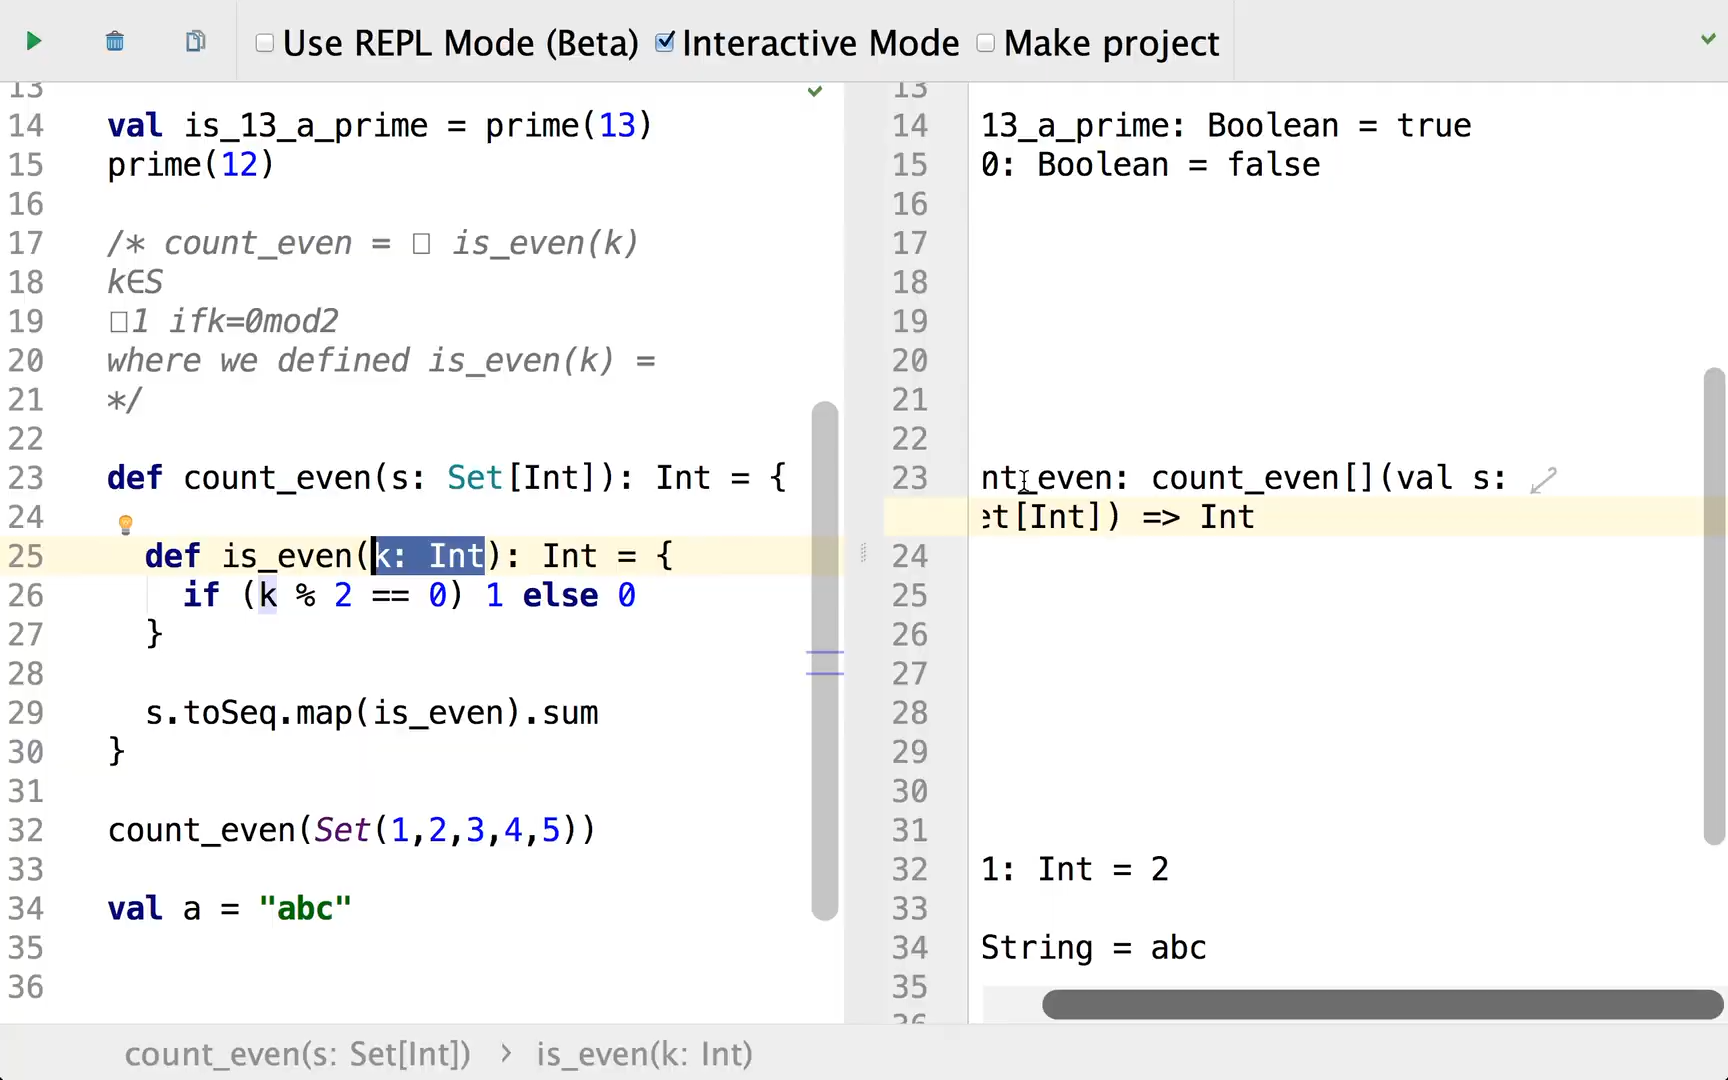 Use REPL Mode (Beta) Interactive Mode Make project
13
14 val is_13_a_prime = prime(13)
15 prime(12)
16
17 /* count_even = □ is_even(k)
18 k∈S
19 □1 ifk=0mod2
20 where we defined is_even(k) =
21 */
22
23 def count_even(s: Set[Int]): Int = {
24
25 def is_even(k: Int): Int = {
26 if (k % 2 == 0) 1 else 0
27 }
28
29 s.toSeq.map(is_even).sum
30 }
31
32 count_even(Set(1,2,3,4,5))
33
34 val a = "abc"
35
36
13
14 13_a_prime: Boolean = true
15 0: Boolean = false
16
17
18
19
20
21
22
23 nt_even: count_even[](val s:
et[Int]) => Int
24
25
26
27
28
29
30
31
32 1: Int = 2
33
34 String = abc
35
36
count_even(s: Set[Int]) › is_even(k: Int)